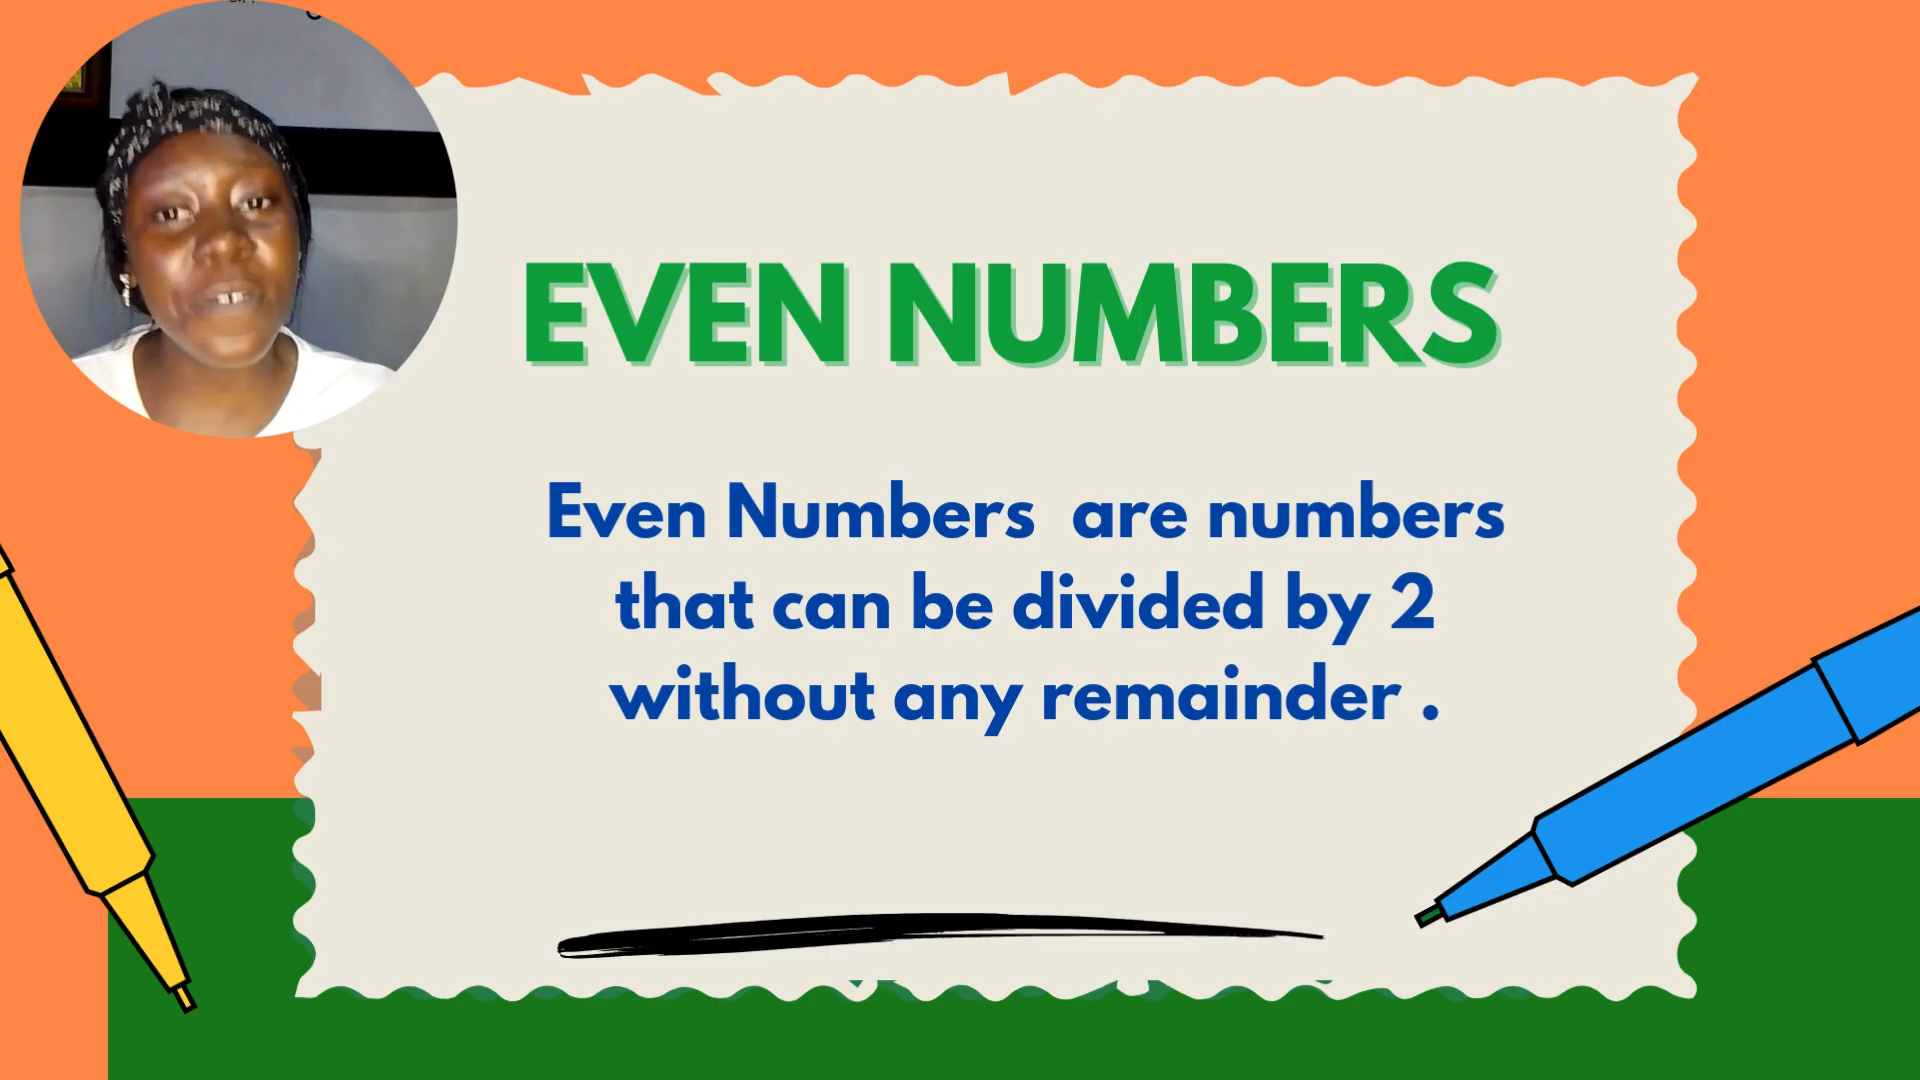 EVEN NUMBERS
Even Numbers are numbers
that can be divided by 2
without any remainder .